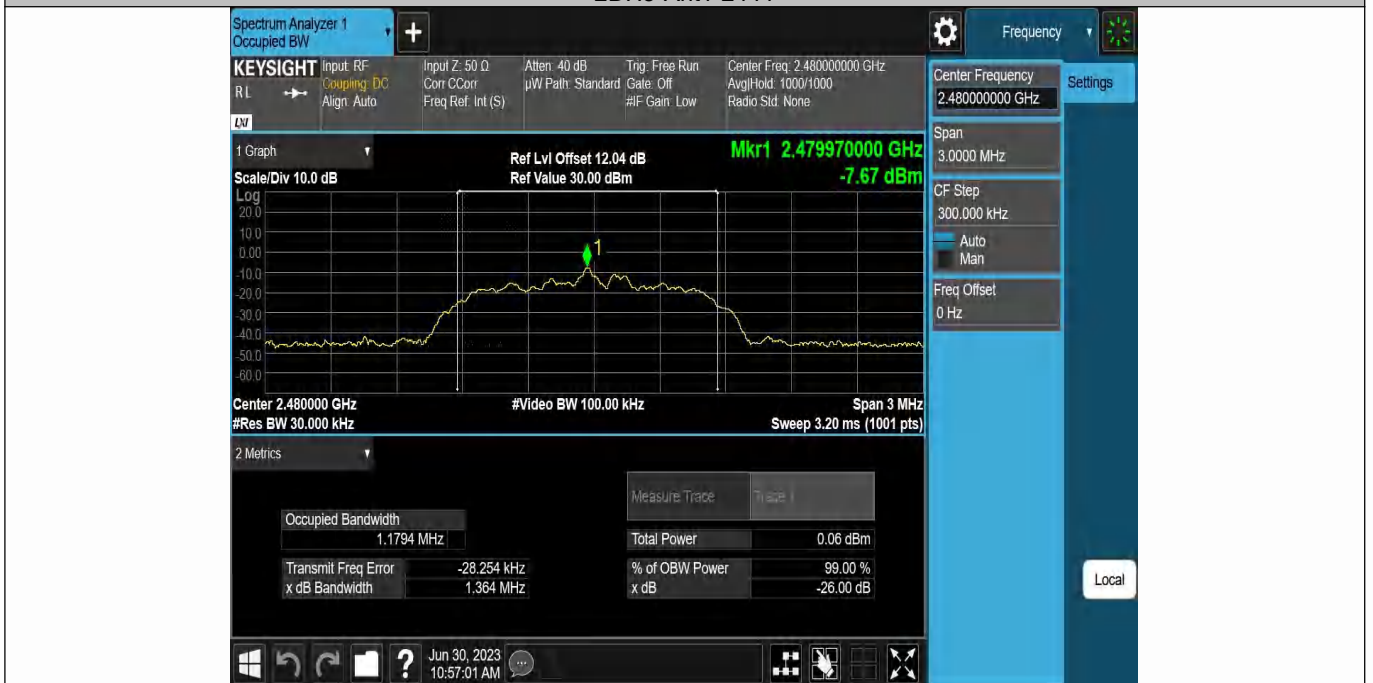 Spectrum Analyzer 1
Occupied BW
+
Frequency
KEYSIGHT
RL
LXI
Input: RF
Coupling: DC
Align: Auto
Input Z: 50 Ω
Corr CCorr
Freq Ref: Int (S)
Atten: 40 dB
µW Path: Standard
Trig: Free Run
Gate: Off
#IF Gain: Low
Center Freq: 2.480000000 GHz
Avg|Hold: 1000/1000
Radio Std: None
Center Frequency
2.480000000 GHz
Settings
Span
3.0000 MHz
CF Step
300.000 kHz
Auto
Man
Freq Offset
0 Hz
Local
1 Graph
Scale/Div 10.0 dB
Ref Lvl Offset 12.04 dB
Ref Value 30.00 dBm
Mkr1 2.479970000 GHz
-7.67 dBm
Log
20.0
10.0
0.00
-10.0
-20.0
-30.0
-40.0
-50.0
-60.0
1
Center 2.480000 GHz
#Video BW 100.00 kHz
Span 3 MHz
#Res BW 30.000 kHz
Sweep 3.20 ms (1001 pts)
2 Metrics
Measure Trace
Trace 1
Occupied Bandwidth
1.1794 MHz
Total Power
0.06 dBm
Transmit Freq Error
-28.254 kHz
% of OBW Power
99.00 %
x dB Bandwidth
1.364 MHz
x dB
-26.00 dB
?
Jun 30, 2023
10:57:01 AM